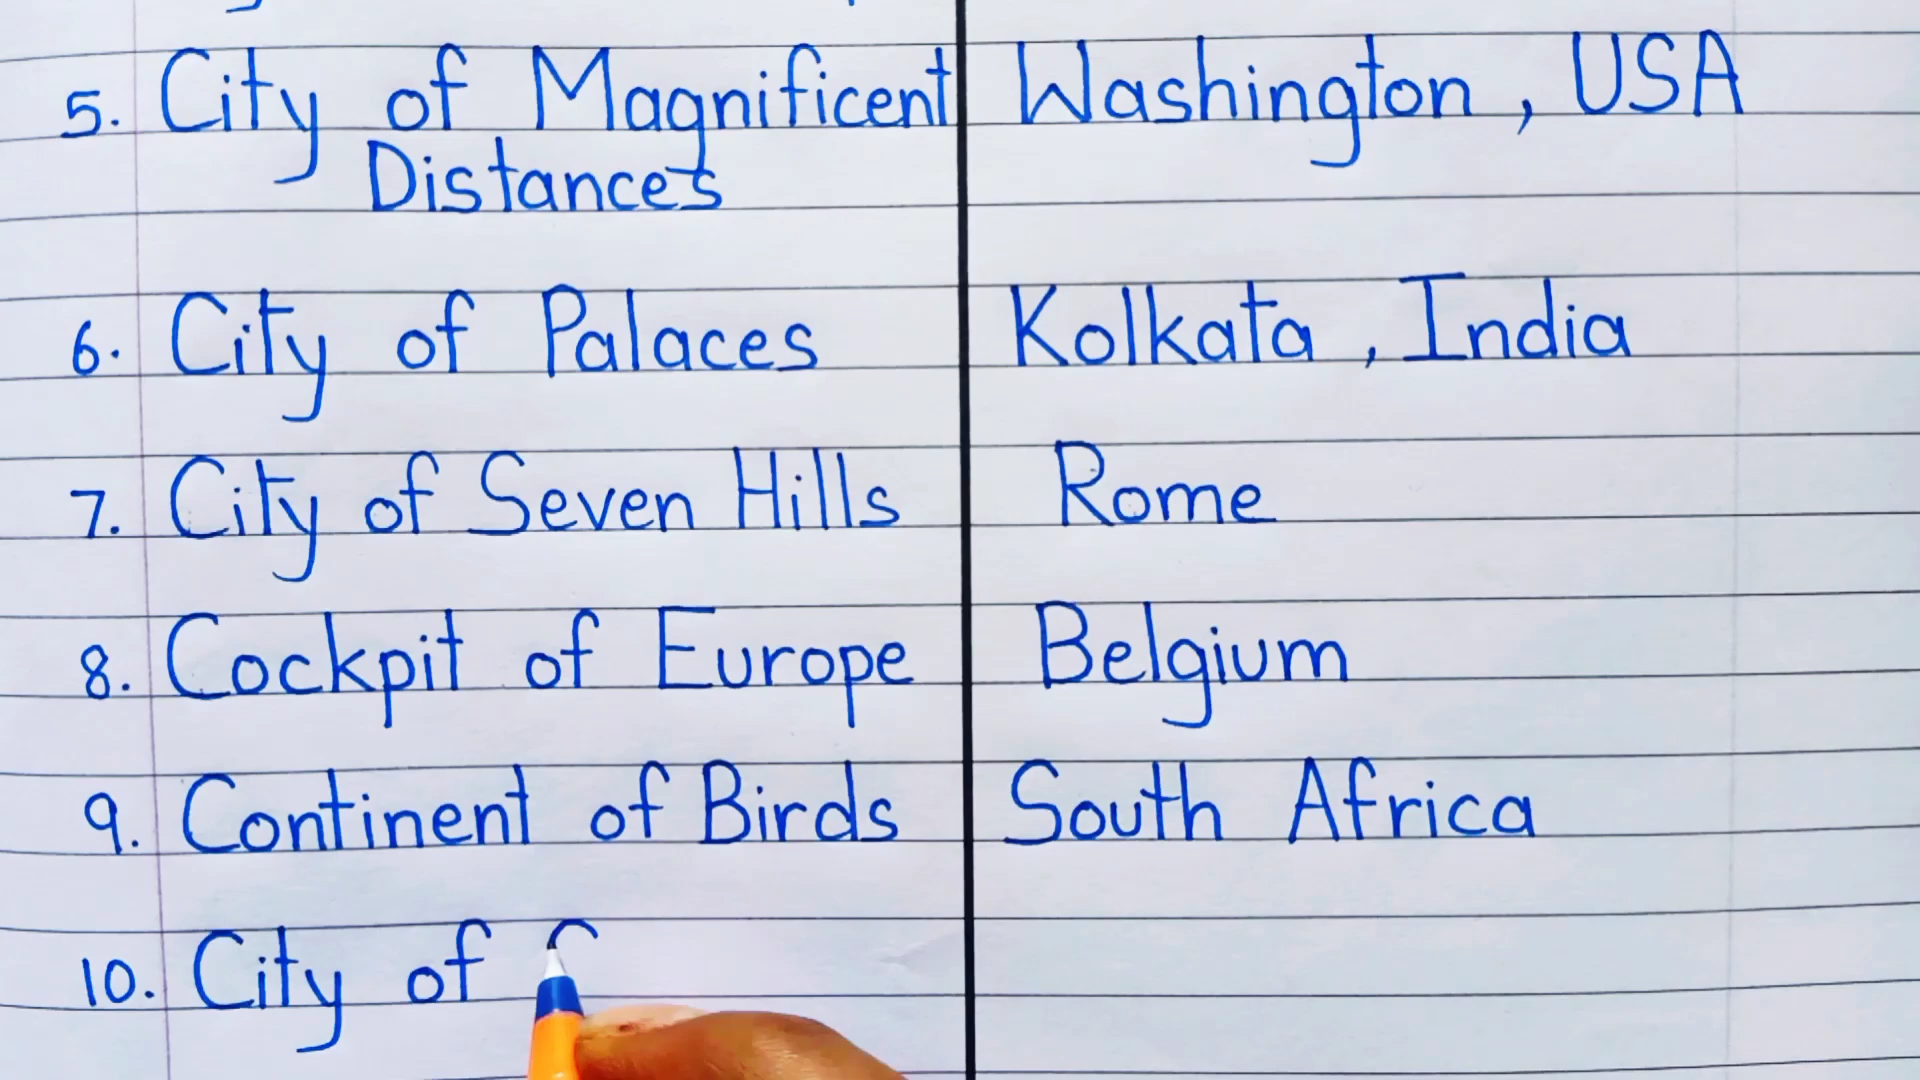 5. City of Magnificent Washington, USA
Distances
6. City of Palaces Kolkata, India
7. City of Seven Hills Rome
8. Cockpit of Europe Belgium
9. Continent of Birds South Africa
10. City of